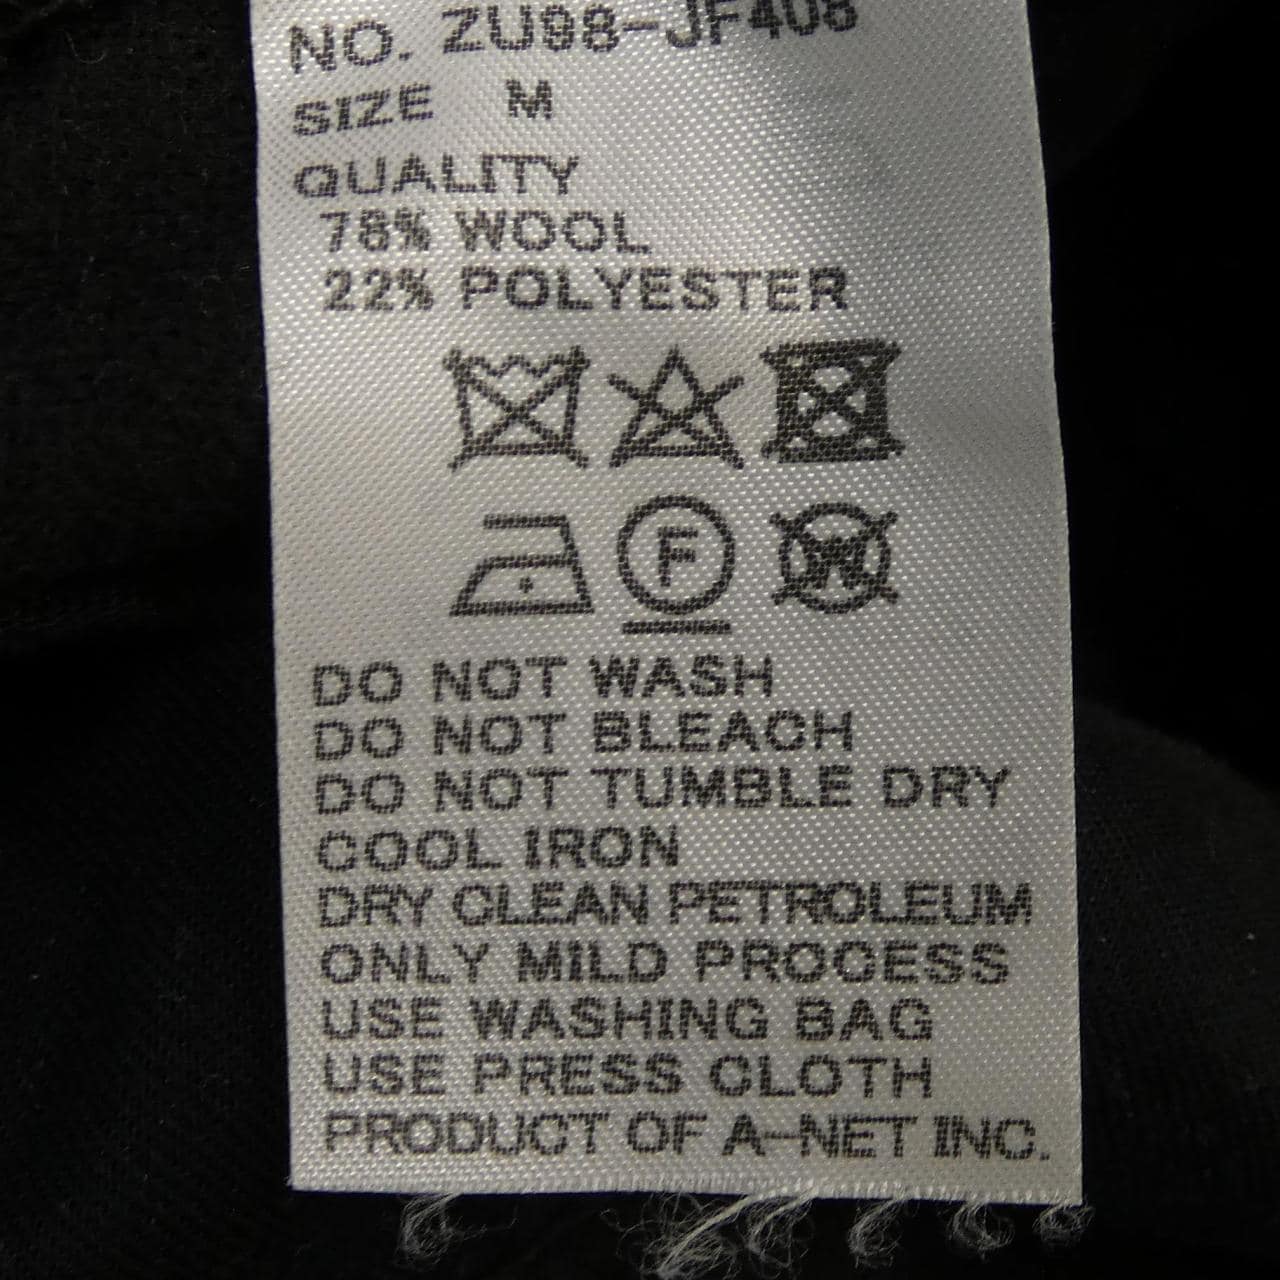 NO. ZU98-JF408
SIZE M
QUALITY
78% WOOL
22% POLYESTER
F
W
DO NOT WASH
DO NOT BLEACH
DO NOT TUMBLE DRY
COOL IRON
DRY CLEAN PETROLEUM
ONLY MILD PROCESS
USE WASHING BAG
USE PRESS CLOTH
PRODUCT OF A-NET INC.